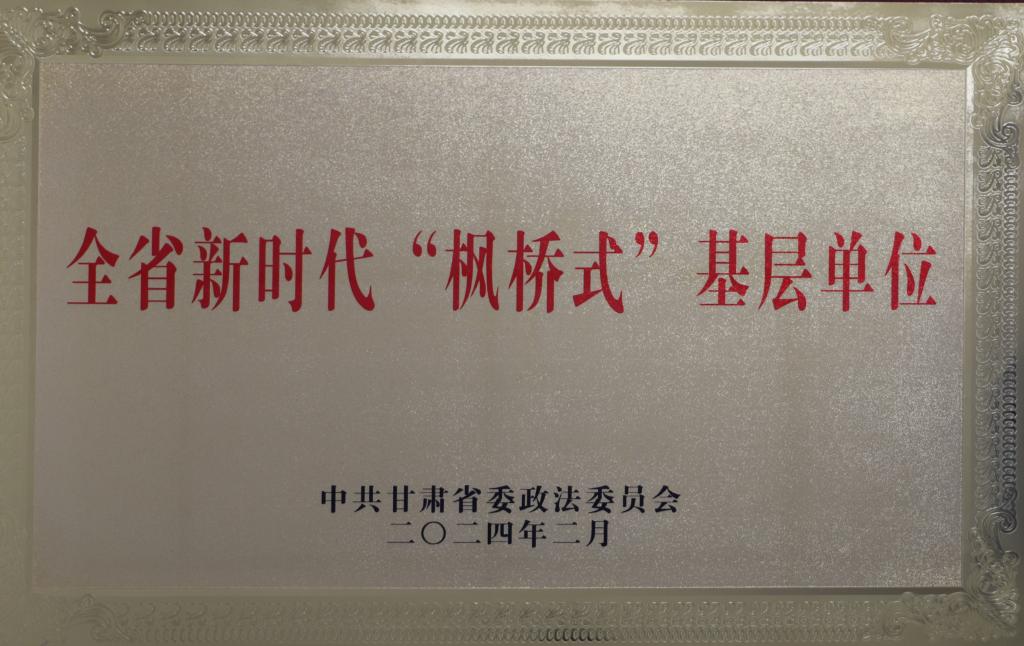 全省新时代“枫桥式”基层单位
中共甘肃省委政法委员会
二〇二四年二月